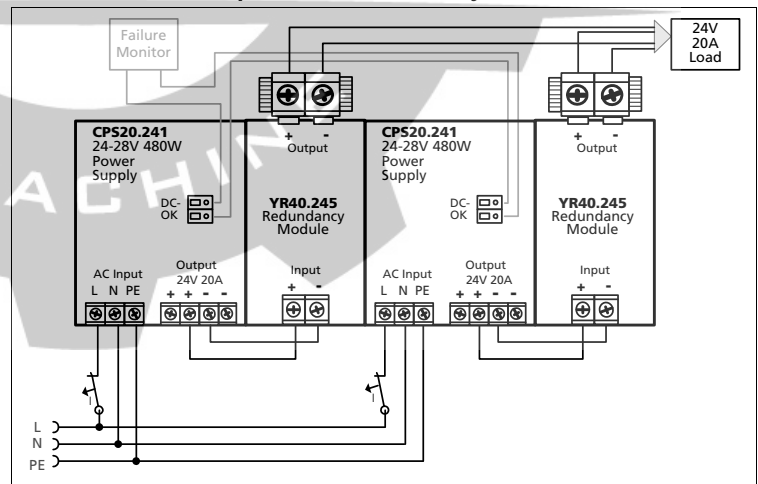 Failure
Monitor
24V
20A
Load
CPS20.241
24-28V 480W
Power
Supply
DC-
OK
AC Input
L N PE
Output
24V 20A
+ + - -
+ -
Output
YR40.245
Redundancy
Module
Input
+ -
CPS20.241
24-28V 480W
Power
Supply
DC-
OK
AC Input
L N PE
Output
24V 20A
+ + - -
+ -
Output
YR40.245
Redundancy
Module
Input
+ -
I
I
L
N
PE
ACHIN